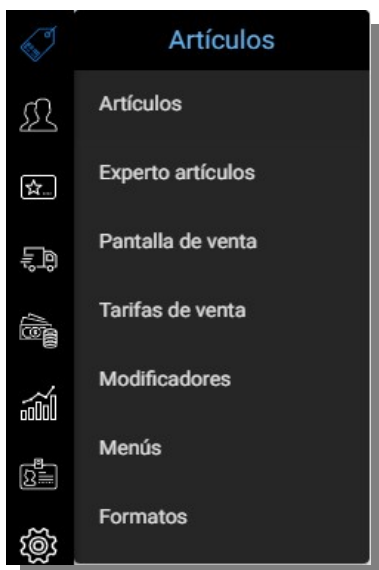 Artículos
Artículos
Experto artículos
Pantalla de venta
Tarifas de venta
Modificadores
Menús
Formatos